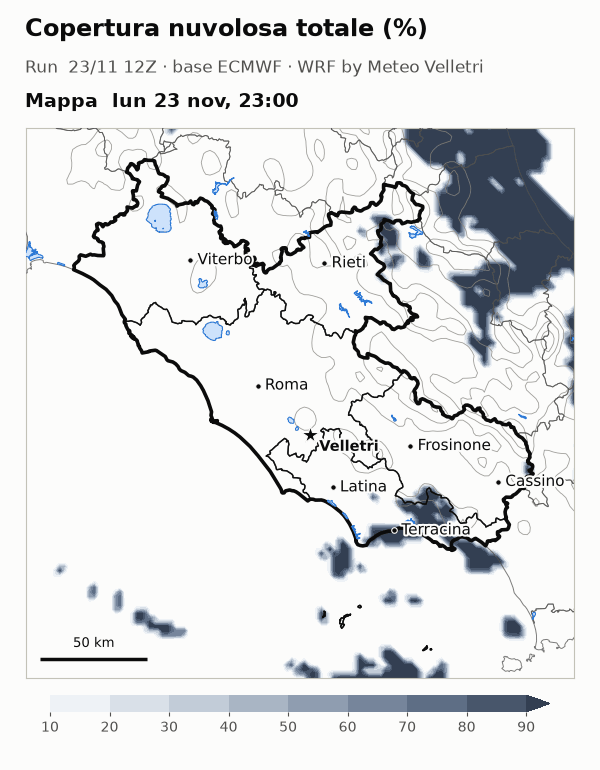 Copertura nuvolosa totale (%)
Run  23/11 12Z · base ECMWF · WRF by Meteo Velletri
Mappa  lun 23 nov, 23:00
Viterbo
Rieti
Roma
Velletri
Frosinone
Cassino
Latina
Terracina
50 km
10 20 30 40 50 60 70 80 90